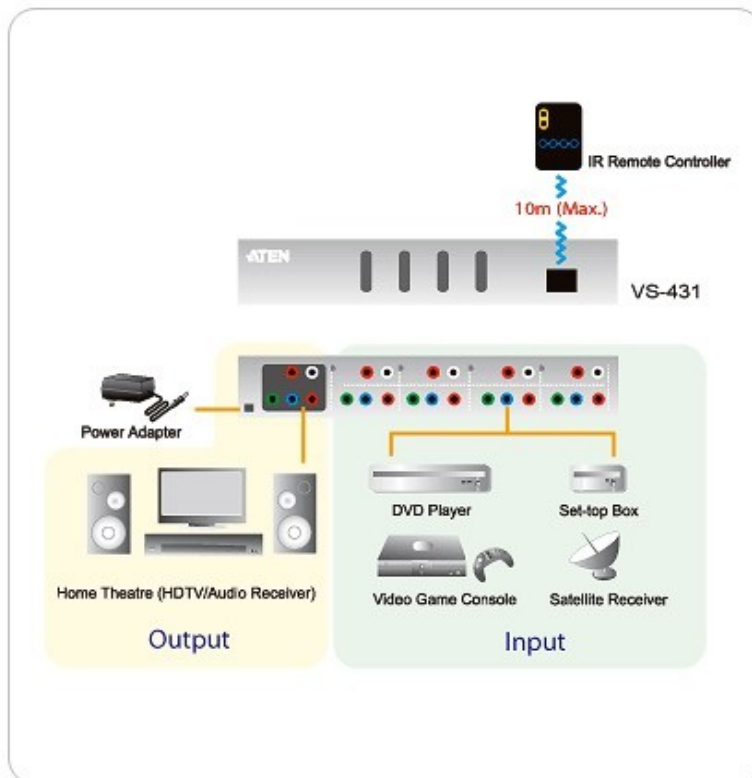 IR Remote Controller
10m (Max.)
ATEN
VS-431
Power Adapter
DVD Player
Set-top Box
Home Theatre (HDTV/Audio Receiver)
Video Game Console
Satellite Receiver
Output
Input